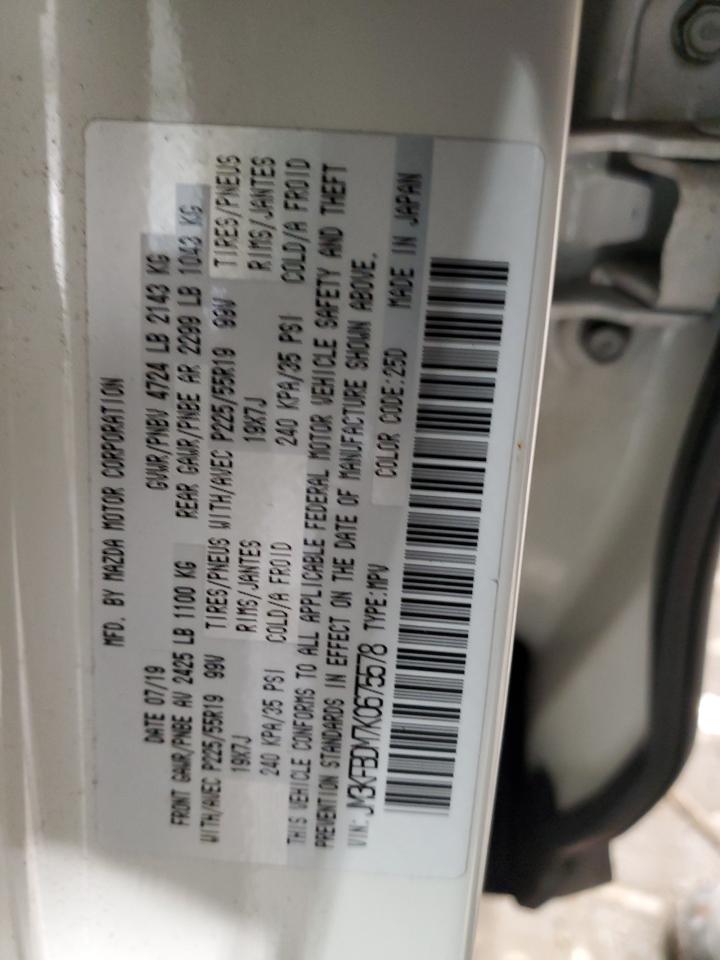 MFD. BY MAZDA MOTOR CORPORATION
DATE 07/19 GVWR/PNBV 4724 LB 2143 KG
FRONT GAWR/PNBE AV 2425 LB 1100 KG REAR GAWR/PNBE AR 2299 LB 1043 KG
WITH/AVEC P225/55R19 99V TIRES/PNEUS WITH/AVEC P225/55R19 99V TIRES/PNEUS
19X7J RIMS/JANTES 19X7J RIMS/JANTES
240 KPA/35 PSI COLD/A FROID 240 KPA/35 PSI COLD/A FROID
THIS VEHICLE CONFORMS TO ALL APPLICABLE FEDERAL MOTOR VEHICLE SAFETY AND THEFT
PREVENTION STANDARDS IN EFFECT ON THE DATE OF MANUFACTURE SHOWN ABOVE.
VIN:JM3KFBDM7K0675578 TYPE:MPV COLOR CODE:25D MADE IN JAPAN